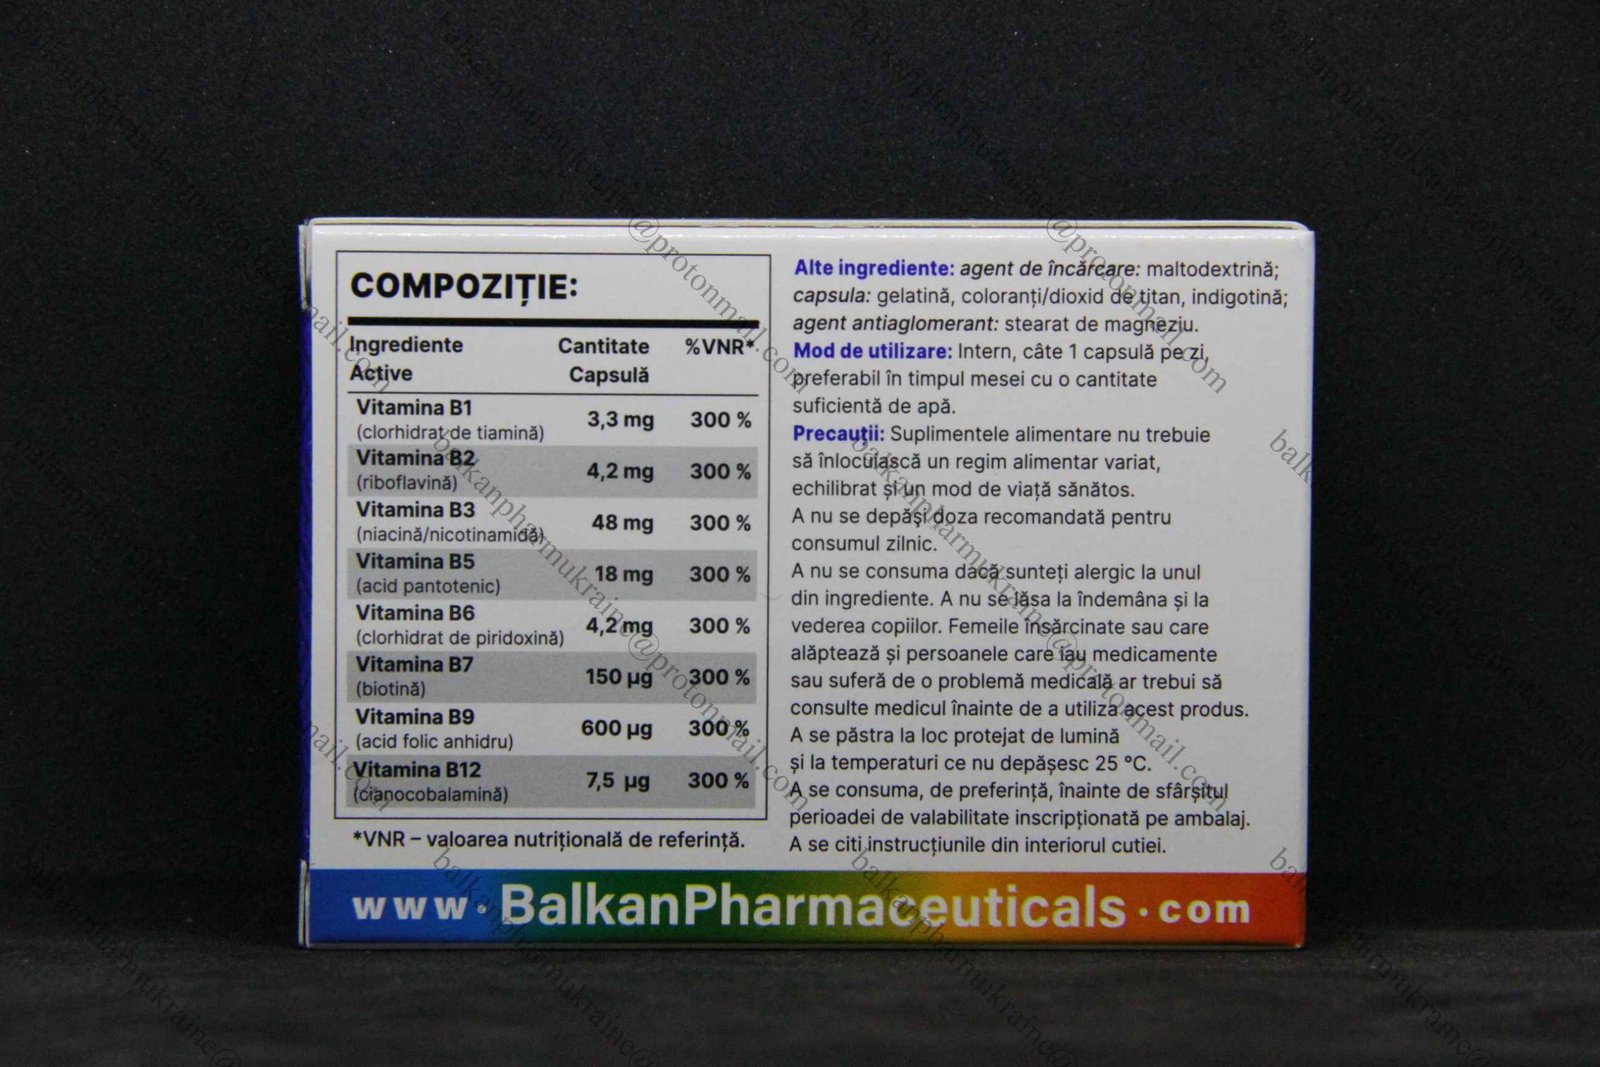 COMPOZIȚIE:
Ingrediente Active Cantitate Capsulă %VNR*
Vitamina B1 3,3 mg 300 %
(clorhidrat de tiamină)
Vitamina B2 4,2 mg 300 %
(riboflavină)
Vitamina B3 48 mg 300 %
(niacină/nicotinamidă)
Vitamina B5 18 mg 300 %
(acid pantotenic)
Vitamina B6 4,2 mg 300 %
(clorhidrat de piridoxină)
Vitamina B7 150 µg 300 %
(biotină)
Vitamina B9 600 µg 300 %
(acid folic anhidru)
Vitamina B12 7,5 µg 300 %
(cianocobalamină)
*VNR – valoarea nutrițională de referință.
Alte ingrediente: agent de încărcare: maltodextrină;
capsula: gelatină, coloranți/dioxid de titan, indigotină;
agent antiaglomerant: stearat de magneziu.
Mod de utilizare: Intern, câte 1 capsulă pe zi,
preferabil în timpul mesei cu o cantitate
suficientă de apă.
Precauții: Suplimentele alimentare nu trebuie
să înlocuiască un regim alimentar variat,
echilibrat și un mod de viață sănătos.
A nu se depăși doza recomandată pentru
consumul zilnic.
A nu se consuma dacă sunteți alergic la unul
din ingrediente. A nu se lăsa la îndemâna și la
vederea copiilor. Femeile însărcinate sau care
alăptează și persoanele care iau medicamente
sau suferă de o problemă medicală ar trebui să
consulte medicul înainte de a utiliza acest produs.
A se păstra la loc protejat de lumină
și la temperaturi ce nu depășesc 25 °C.
A se consuma, de preferință, înainte de sfârșitul
perioadei de valabilitate inscripționată pe ambalaj.
A se citi instrucțiunile din interiorul cutiei.
www.BalkanPharmaceuticals.com
balkanpharmukraine@protonmail.com